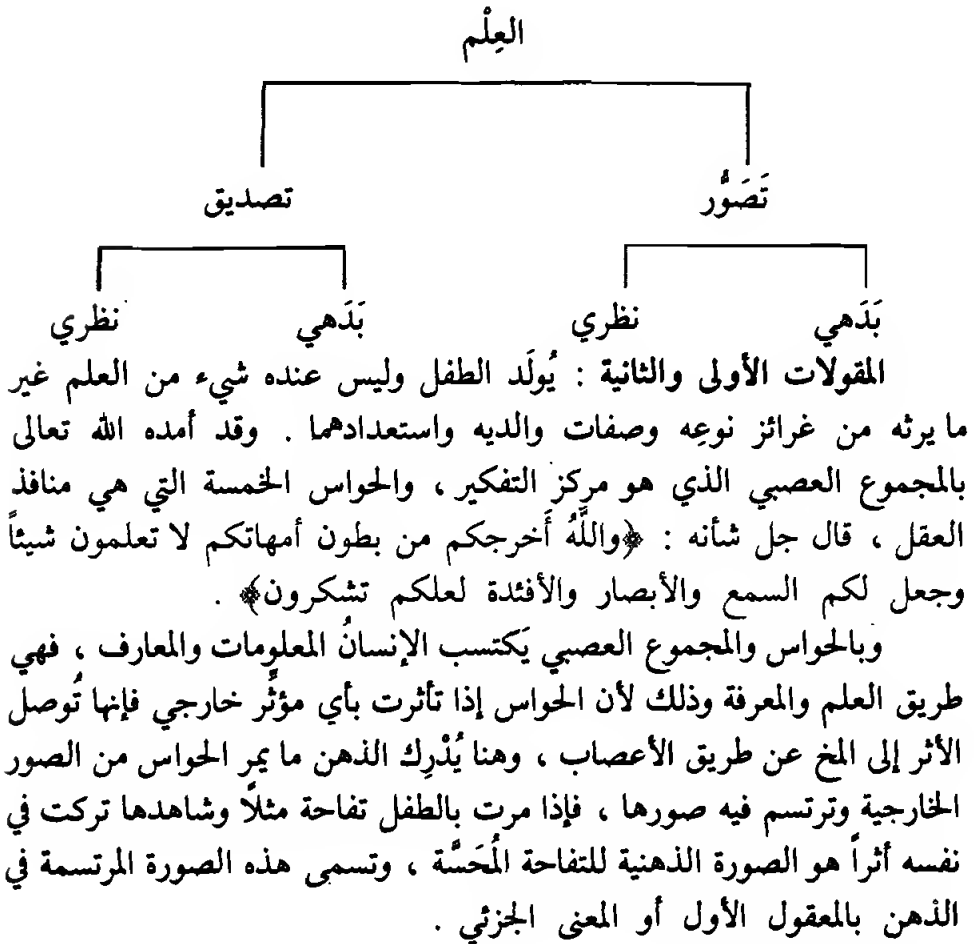 العِلْم
تَصَوُّر تصديق
بَدَهي نظري بَدَهي نظري
المقولات الأولى والثانية : يُولَد الطفل وليس عنده شيء من العلم غير
ما يرثه من غرائز نوعِه وصفات والديه واستعدادهما . وقد أمده الله تعالى
بالمجموع العصبي الذي هو مركز التفكير ، والحواس الخمسة التي هي منافذ
العقل ، قال جل شأنه : ﴿واللَّهُ أَخرجكم من بطون أمهاتكم لا تعلمون شيئاً
وجعل لكم السمع والأبصار والأفئدة لعلكم تشكرون﴾ .
وبالحواس والمجموع العصبي يَكتسب الإنسانُ المعلومات والمعارف ، فهي
طريق العلم والمعرفة وذلك لأن الحواس إذا تأثرت بأي مؤثِّر خارجي فإنها تُوصل
الأثر إلى المخ عن طريق الأعصاب ، وهنا يُدْرِك الذهن ما يمر الحواس من الصور
الخارجية وترتسم فيه صورها ، فإذا مرت بالطفل تفاحة مثلاً وشاهدها تركت في
نفسه أثراً هو الصورة الذهنية للتفاحة المُحَسَّة ، وتسمى هذه الصورة المرتسمة في
الذهن بالمعقول الأول أو المعنى الجزئي .